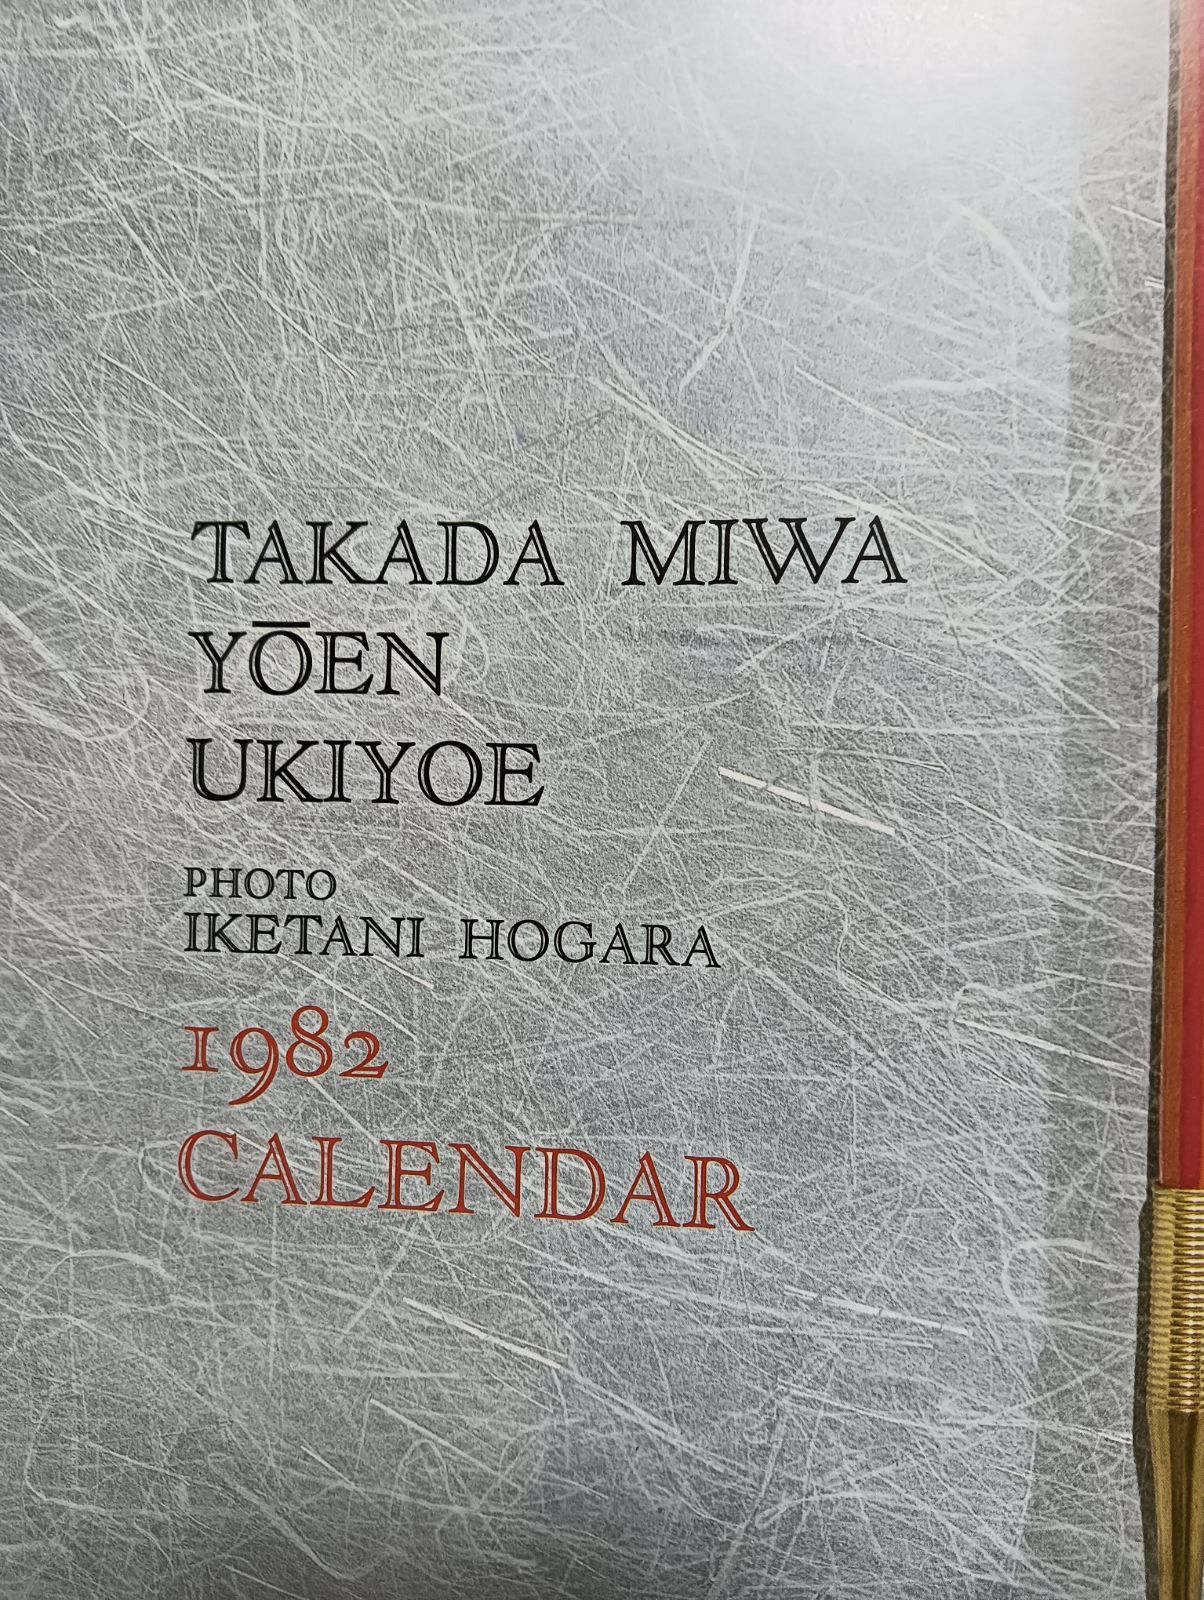 TAKADA MIWA
YŌEN
UKIYOE
PHOTO
IKETANI HOGARA
1982
CALENDAR